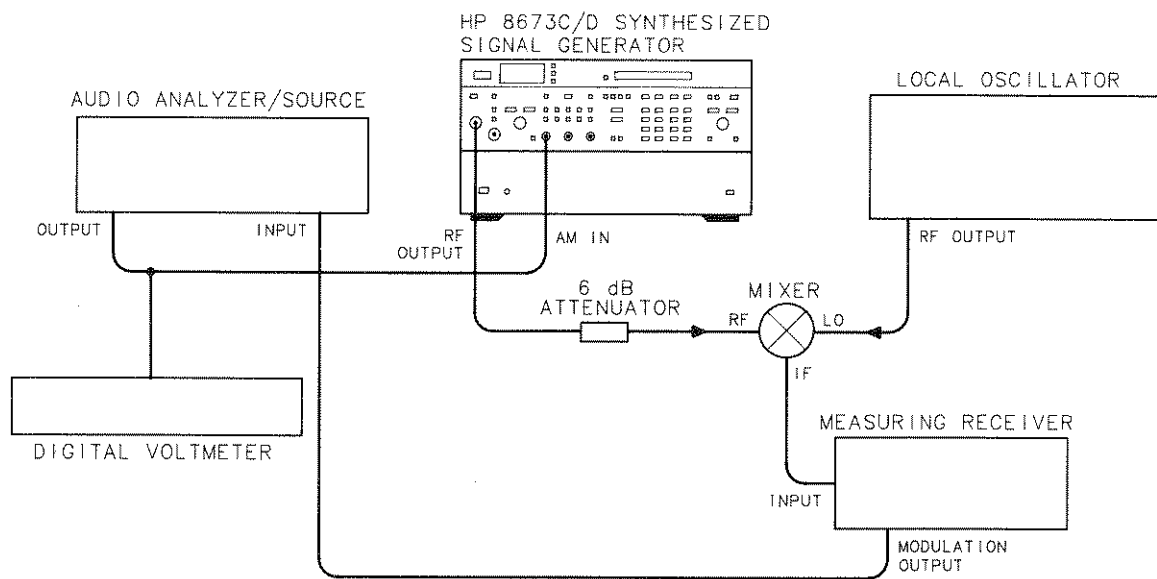 HP 8673C/D SYNTHESIZED
SIGNAL GENERATOR
AUDIO ANALYZER/SOURCE
LOCAL OSCILLATOR
OUTPUT
INPUT
RF
OUTPUT
AM IN
RF OUTPUT
6 dB
ATTENUATOR
MIXER
RF
LO
IF
DIGITAL VOLTMETER
MEASURING RECEIVER
INPUT
MODULATION
OUTPUT